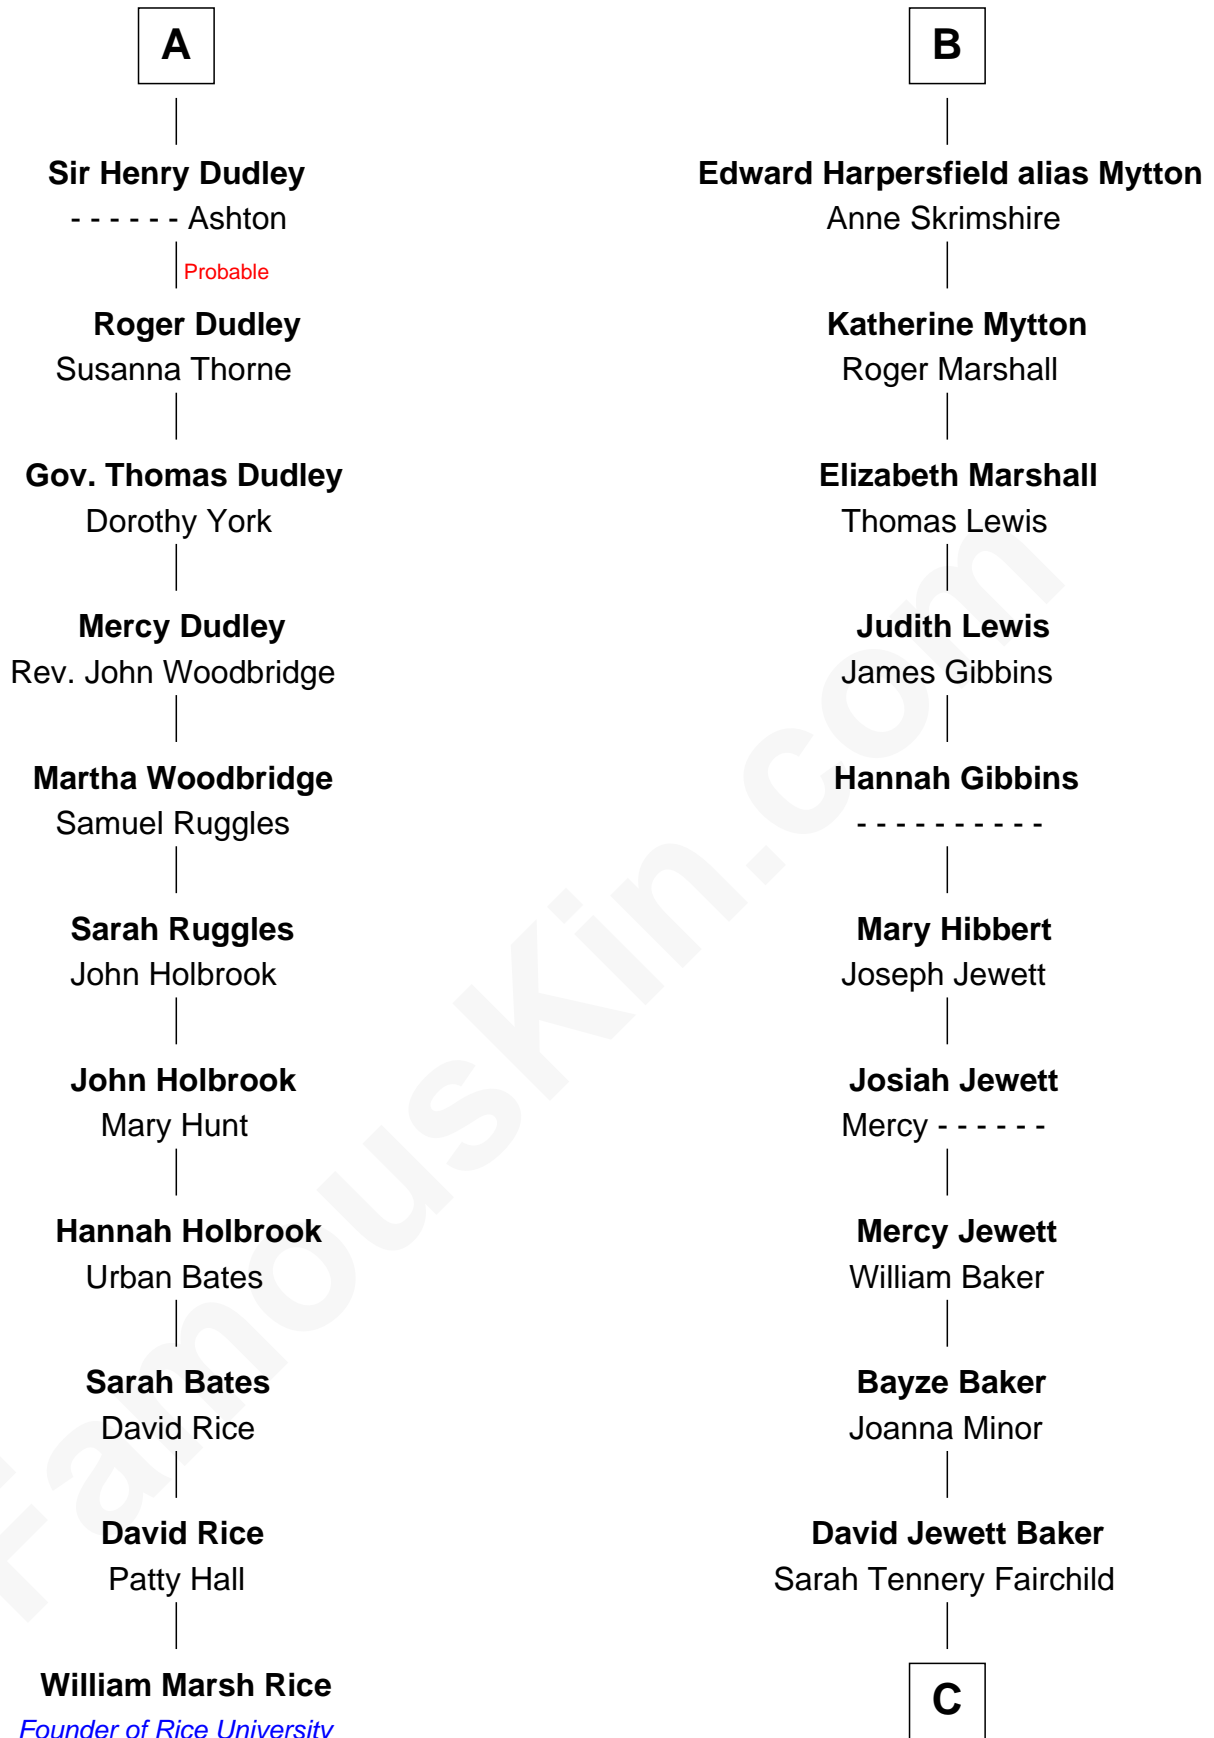 A
Sir Henry Dudley
- - - - - - Ashton
Probable
Roger Dudley
Susanna Thorne
Gov. Thomas Dudley
Dorothy York
Mercy Dudley
Rev. John Woodbridge
Martha Woodbridge
Samuel Ruggles
Sarah Ruggles
John Holbrook
John Holbrook
Mary Hunt
Hannah Holbrook
Urban Bates
Sarah Bates
David Rice
David Rice
Patty Hall
William Marsh Rice
Founder of Rice University
B
Edward Harpersfield alias Mytton
Anne Skrimshire
Katherine Mytton
Roger Marshall
Elizabeth Marshall
Thomas Lewis
Judith Lewis
James Gibbins
Hannah Gibbins
- - - - - - - - - -
Mary Hibbert
Joseph Jewett
Josiah Jewett
Mercy - - - - - -
Mercy Jewett
William Baker
Bayze Baker
Joanna Minor
David Jewett Baker
Sarah Tennery Fairchild
C
FamousKin.com